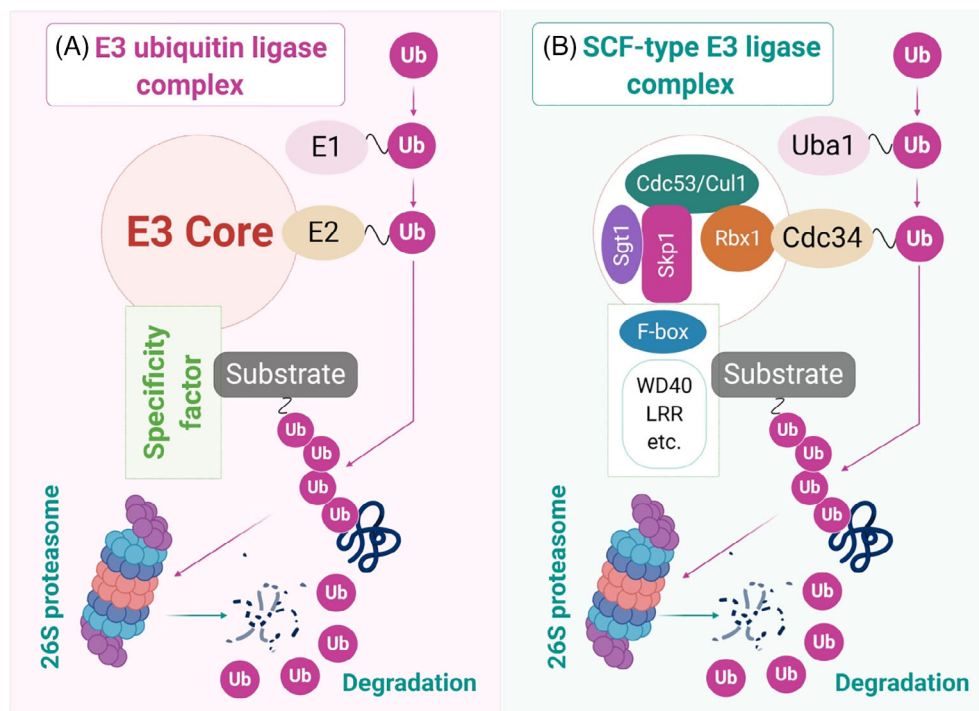 (A) E3 ubiquitin ligase
complex
Ub
E1
Ub
E3 Core
E2
Ub
Specificity
factor
Substrate
Ub
Ub
Ub
Ub
26S proteasome
Ub
Ub
Ub
Ub
Degradation
(B) SCF-type E3 ligase
complex
Ub
Uba1
Ub
Cdc53/Cul1
Sgt1
Skp1
Rbx1
Cdc34
Ub
F-box
WD40
LRR
etc.
Substrate
Ub
Ub
Ub
Ub
26S proteasome
Ub
Ub
Ub
Ub
Degradation